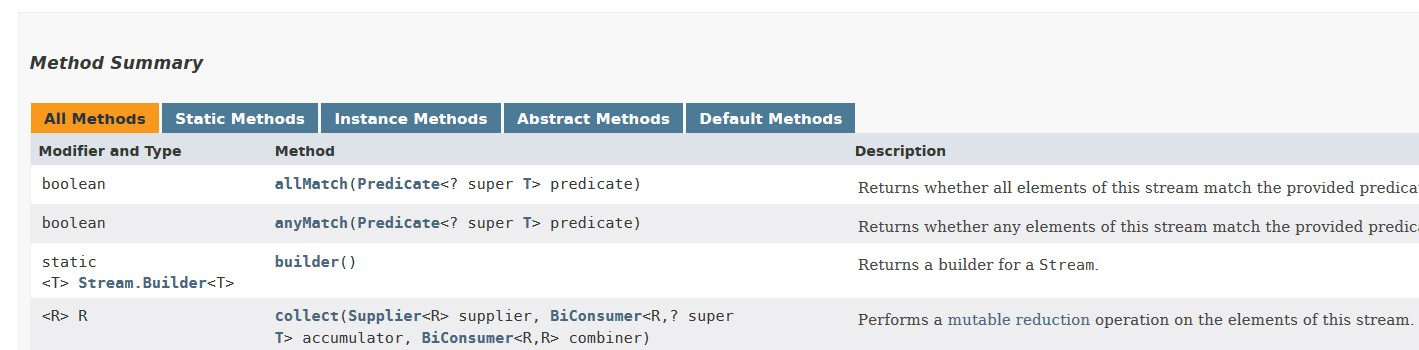 Method Summary
All Methods Static Methods Instance Methods Abstract Methods Default Methods
Modifier and Type Method Description
boolean allMatch(Predicate<? super T> predicate) Returns whether all elements of this stream match the provided
boolean anyMatch(Predicate<? super T> predicate) Returns whether any elements of this stream match the provided
static builder() Returns a builder for a Stream.
<T> Stream.Builder<T>
<R> R collect(Supplier<R> supplier, BiConsumer<R,? super Performs a mutable reduction operation on the elements of this stream.
T> accumulator, BiConsumer<R,R> combiner)